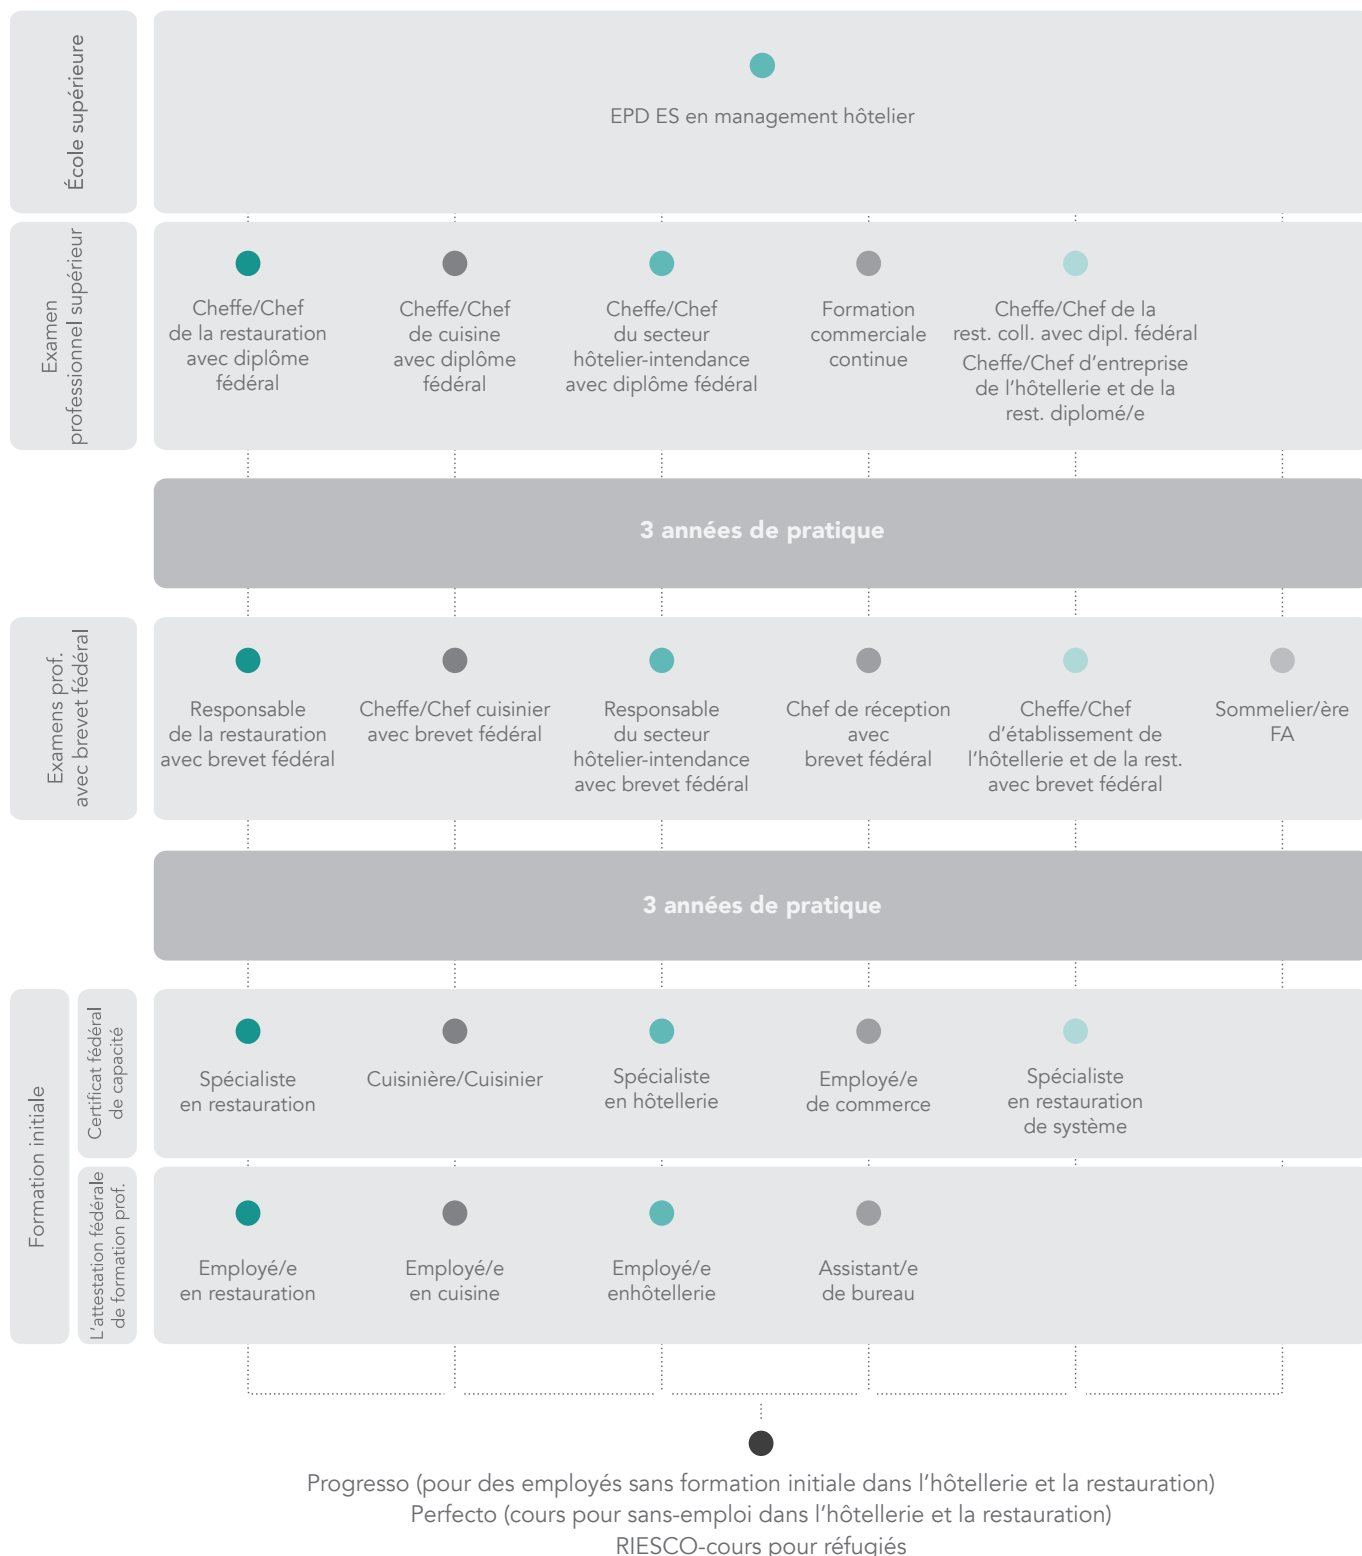 École supérieure
EPD ES en management hôtelier
Examen
professionnel supérieur
Cheffe/Chef
de la restauration
avec diplôme
fédéral
Cheffe/Chef
de cuisine
avec diplôme
fédéral
Cheffe/Chef
du secteur
hôtelier-intendance
avec diplôme fédéral
Formation
commerciale
continue
Cheffe/Chef de la
rest. coll. avec dipl. fédéral
Cheffe/Chef d’entreprise
de l’hôtellerie et de la
rest. diplomé/e
3 années de pratique
Examens prof.
avec brevet fédéral
Responsable
de la restauration
avec brevet fédéral
Cheffe/Chef cuisinier
avec brevet fédéral
Responsable
du secteur
hôtelier-intendance
avec brevet fédéral
Chef de réception
avec
brevet fédéral
Cheffe/Chef
d’établissement de
l’hôtellerie et de la rest.
avec brevet fédéral
Sommelier/ère
FA
3 années de pratique
Formation initiale
Certificat fédéral
de capacité
Spécialiste
en restauration
Cuisinière/Cuisinier
Spécialiste
en hôtellerie
Employé/e
de commerce
Spécialiste
en restauration
de système
L’attestation fédérale
de formation prof.
Employé/e
en restauration
Employé/e
en cuisine
Employé/e
enhôtellerie
Assistant/e
de bureau
Progresso (pour des employés sans formation initiale dans l’hôtellerie et la restauration)
Perfecto (cours pour sans-emploi dans l’hôtellerie et la restauration)
RIESCO-cours pour réfugiés